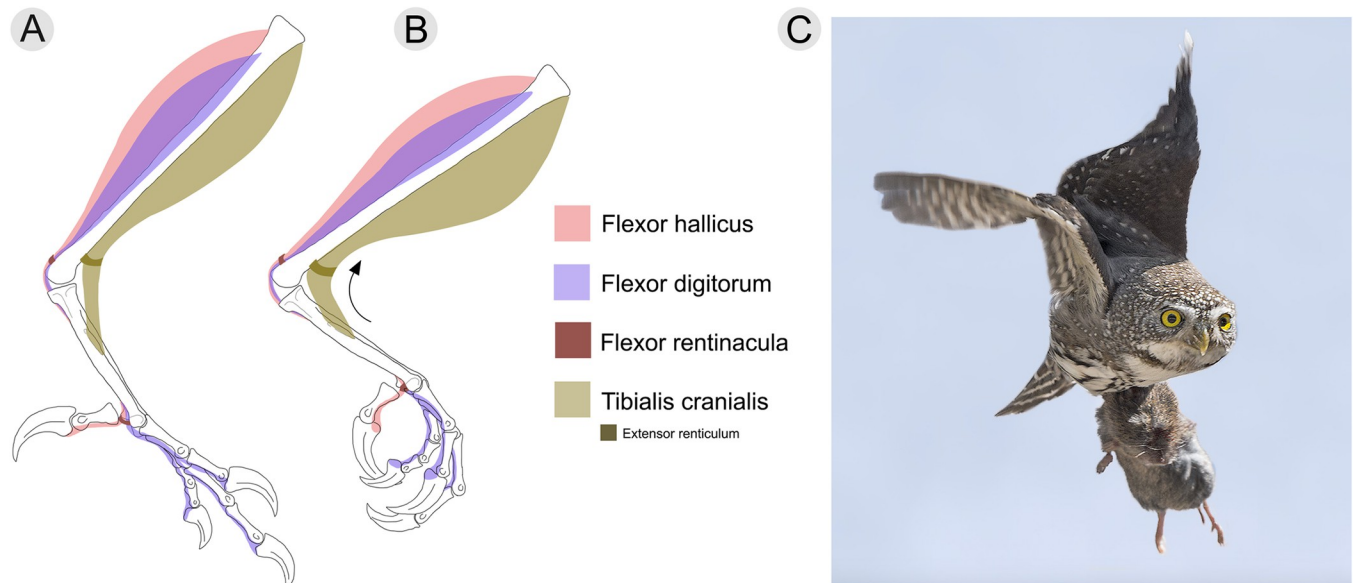 A
B
C
Flexor hallicus
Flexor digitorum
Flexor rentinacula
Tibialis cranialis
Extensor renticulum